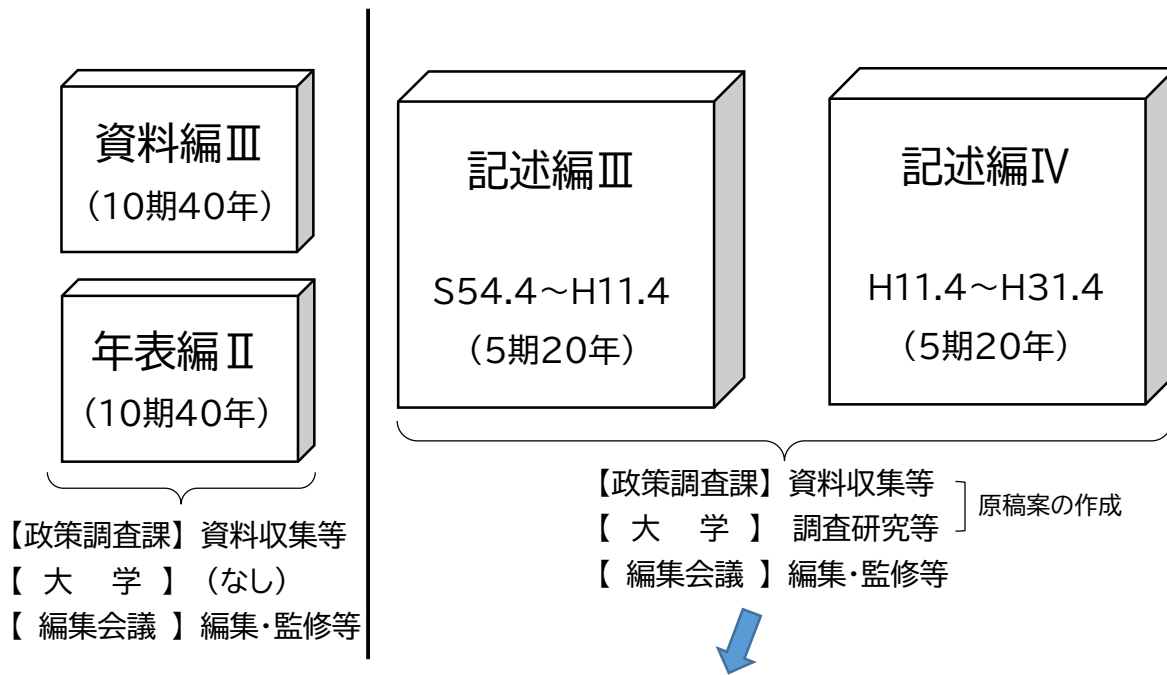 資料編Ⅲ
(10期40年)
年表編Ⅱ
(10期40年)
【政策調査課】資料収集等
【 大 学 】 (なし)
【 編集会議 】編集・監修等
記述編Ⅲ
S54.4～H11.4
(5期20年)
記述編Ⅳ
H11.4～H31.4
(5期20年)
【政策調査課】資料収集等
【 大 学 】 調査研究等
【 編集会議 】編集・監修等
原稿案の作成